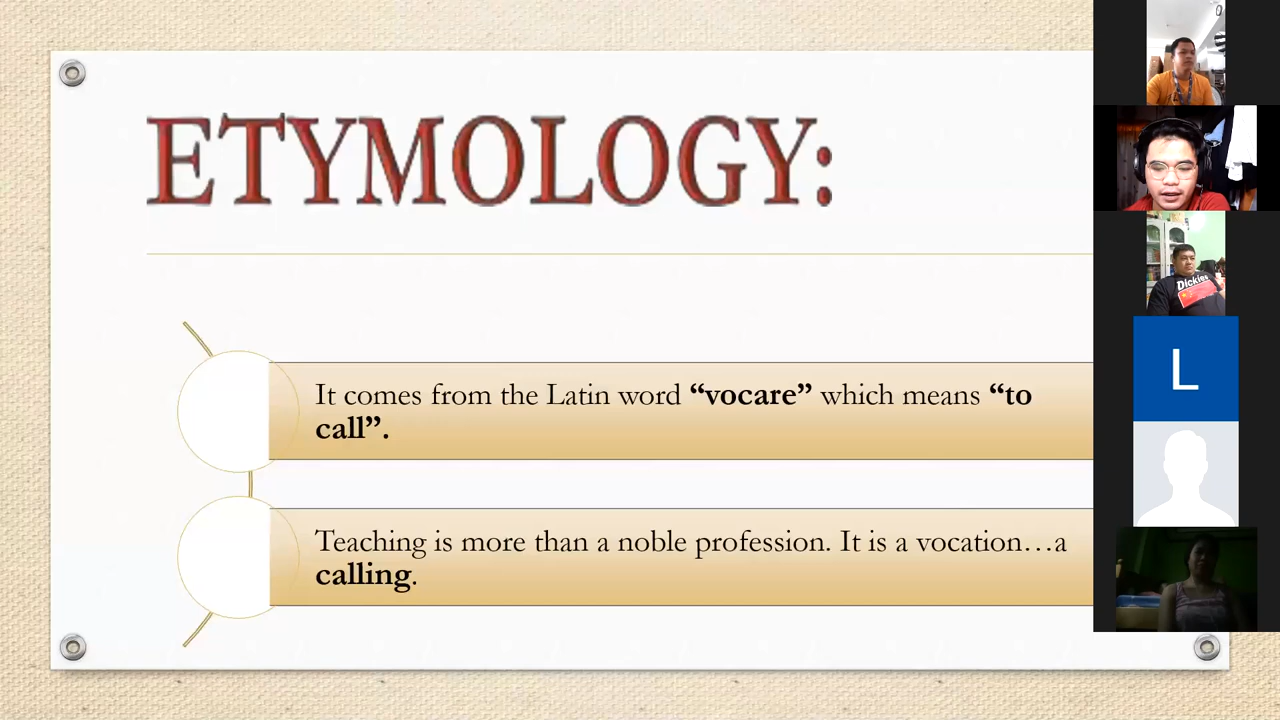 ETYMOLOGY:
It comes from the Latin word “vocare” which means “to
call”.
Teaching is more than a noble profession. It is a vocation…a
calling.
Dickies
L